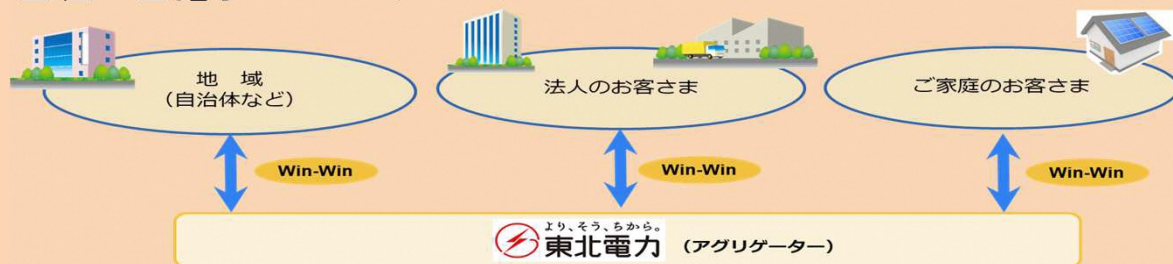 地　域
（自治体など）
法人のお客さま
ご家庭のお客さま
Win-Win
Win-Win
Win-Win
より、そう、ちから。
東北電力 （アグリゲーター）